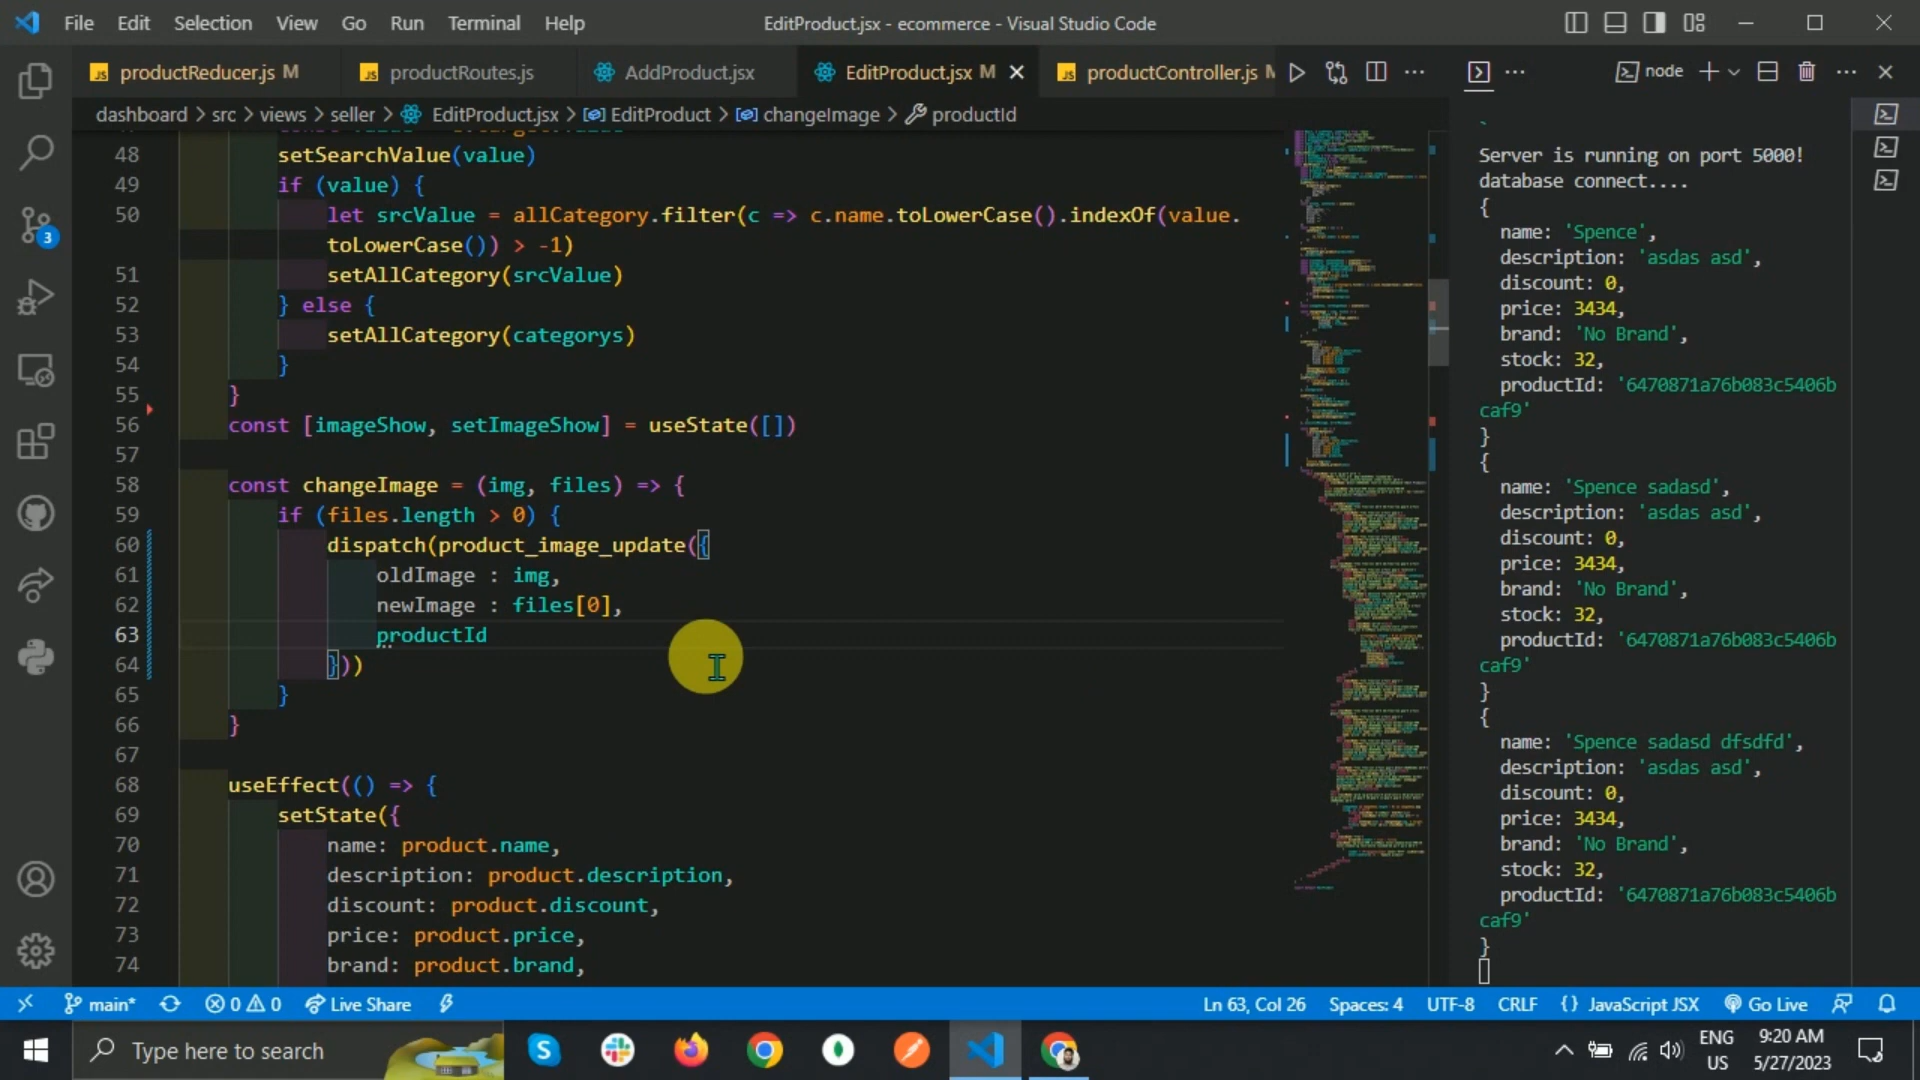 File Edit Selection View Go Run Terminal Help
EditProduct.jsx - ecommerce - Visual Studio Code
productReducer.js M
productRoutes.js
AddProduct.jsx
EditProduct.jsx M
productController.js
node
dashboard > src > views > seller > EditProduct.jsx > EditProduct > changeImage > productId
48 setSearchValue(value)
49 if (value) {
50 let srcValue = allCategory.filter(c => c.name.toLowerCase().indexOf(value.
toLowerCase()) > -1)
51 setAllCategory(srcValue)
52 } else {
53 setAllCategory(categorys)
54 }
55 }
56 const [imageShow, setImageShow] = useState([])
57
58 const changeImage = (img, files) => {
59 if (files.length > 0) {
60 dispatch(product_image_update({
61 oldImage : img,
62 newImage : files[0],
63 productId
64 }))
65 }
66 }
67
68 useEffect(() => {
69 setState({
70 name: product.name,
71 description: product.description,
72 discount: product.discount,
73 price: product.price,
74 brand: product.brand,
`
Server is running on port 5000!
database connect....
{
name: 'Spence',
description: 'asdas asd',
discount: 0,
price: 3434,
brand: 'No Brand',
stock: 32,
productId: '6470871a76b083c5406b
caf9'
}
{
name: 'Spence sadasd',
description: 'asdas asd',
discount: 0,
price: 3434,
brand: 'No Brand',
stock: 32,
productId: '6470871a76b083c5406b
caf9'
}
{
name: 'Spence sadasd dfsdfd',
description: 'asdas asd',
discount: 0,
price: 3434,
brand: 'No Brand',
stock: 32,
productId: '6470871a76b083c5406b
caf9'
}
3
main* 0 0 Live Share
Ln 63, Col 26 Spaces: 4 UTF-8 CRLF {} JavaScript JSX Go Live
Type here to search
ENG
US
9:20 AM
5/27/2023